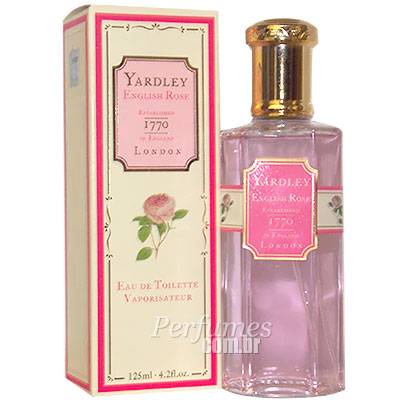 YARDLEY
ENGLISH ROSE
ESTABLISHED
1770
IN ENGLAND
LONDON
EAU DE TOILETTE
VAPORISATEUR
125ml · 4.2fl.oz.
YARDLEY
ENGLISH ROSE
ESTABLISHED
1770
IN ENGLAND
LONDON
Perfumes
com.br